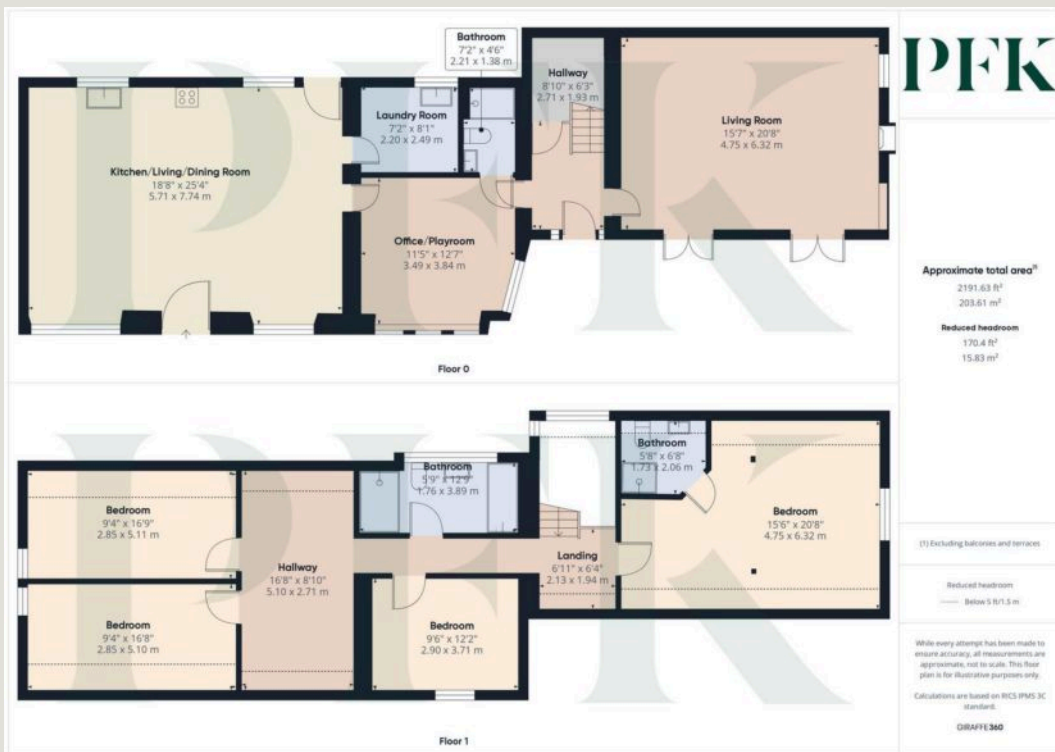 Bathroom
7'2" x 4'6"
2.21 x 1.38 m
Hallway
8'10" x 6'3"
2.71 x 1.93 m
Laundry Room
7'2" x 8'1"
2.20 x 2.49 m
Living Room
15'7" x 20'8"
4.75 x 6.32 m
Kitchen/Living/Dining Room
18'8" x 25'4"
5.71 x 7.74 m
Office/Playroom
11'5" x 12'7"
3.49 x 3.84 m
Floor 0
Bathroom
5'9" x 12'9"
1.76 x 3.89 m
Bathroom
5'8" x 6'8"
1.73 x 2.06 m
Bedroom
9'4" x 16'9"
2.85 x 5.11 m
Hallway
16'8" x 8'10"
5.10 x 2.71 m
Bedroom
15'6" x 20'8"
4.75 x 6.32 m
Landing
6'11" x 6'4"
2.13 x 1.94 m
Bedroom
9'4" x 16'8"
2.85 x 5.10 m
Bedroom
9'6" x 12'2"
2.90 x 3.71 m
Floor 1
PFK
PFK
PFK
Approximate total area(1)
2191.63 ft²
203.61 m²
Reduced headroom
170.4 ft²
15.83 m²
(1) Excluding balconies and terraces
Reduced headroom
Below 5 ft/1.5 m
While every attempt has been made to
ensure accuracy, all measurements are
approximate, not to scale. This floor
plan is for illustrative purposes only.
Calculations are based on RICS IPMS 3C
standard.
GIRAFFE360